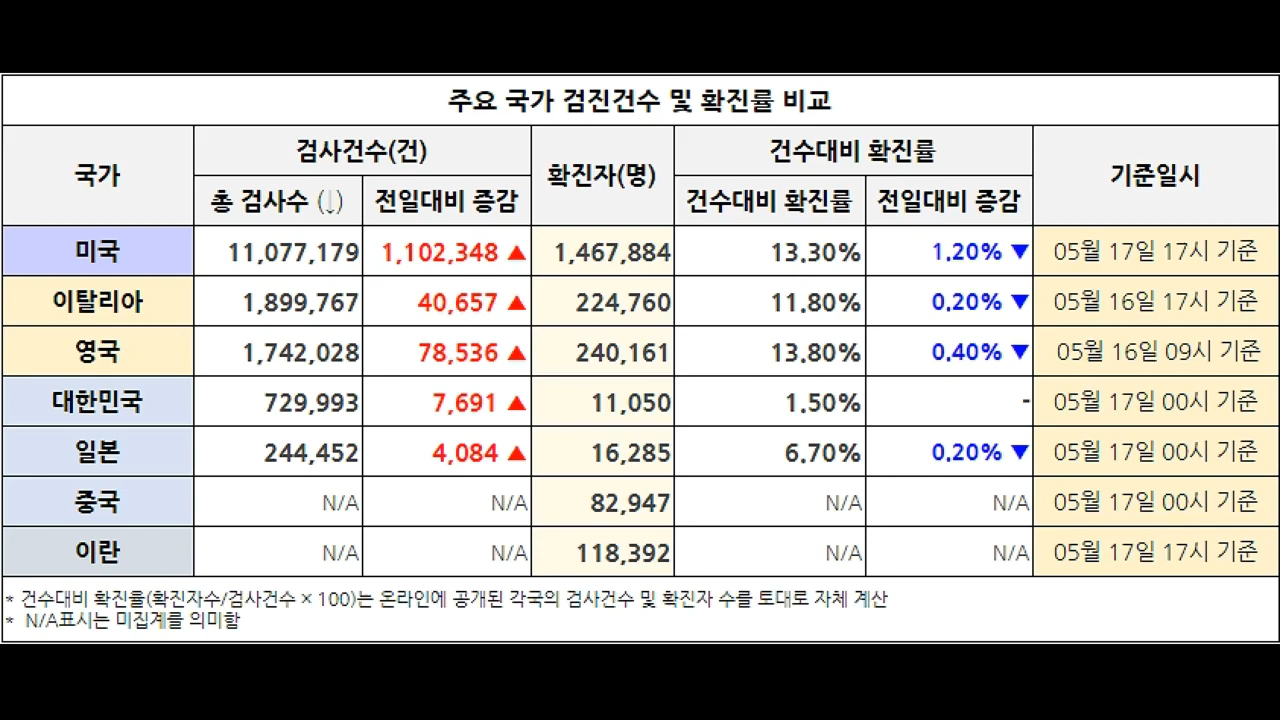 주요 국가 검진건수 및 확진률 비교
국가 검사건수(건) 확진자(명) 건수대비 확진률 기준일시
총 검사수 (↓) 전일대비 증감 건수대비 확진률 전일대비 증감
미국 11,077,179 1,102,348 ▲ 1,467,884 13.30% 1.20% ▼ 05월 17일 17시 기준
이탈리아 1,899,767 40,657 ▲ 224,760 11.80% 0.20% ▼ 05월 16일 17시 기준
영국 1,742,028 78,536 ▲ 240,161 13.80% 0.40% ▼ 05월 16일 09시 기준
대한민국 729,993 7,691 ▲ 11,050 1.50% - 05월 17일 00시 기준
일본 244,452 4,084 ▲ 16,285 6.70% 0.20% ▼ 05월 17일 00시 기준
중국 N/A N/A 82,947 N/A N/A 05월 17일 00시 기준
이란 N/A N/A 118,392 N/A N/A 05월 17일 17시 기준
* 건수대비 확진율(확진자수/검사건수 × 100)는 온라인에 공개된 각국의 검사건수 및 확진자 수를 토대로 자체 계산
* N/A표시는 미집계를 의미함